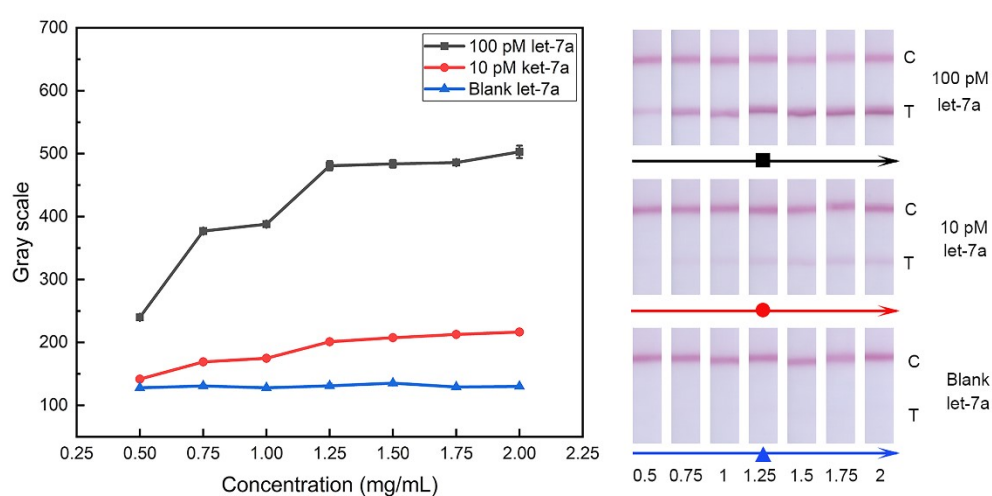 700
600
500
400
300
200
100
Gray scale
0.25 0.50 0.75 1.00 1.25 1.50 1.75 2.00 2.25
Concentration (mg/mL)
100 pM let-7a
10 pM ket-7a
Blank let-7a
C
T
100 pM
let-7a
C
T
10 pM
let-7a
C
T
Blank
let-7a
0.5 0.75 1 1.25 1.5 1.75 2